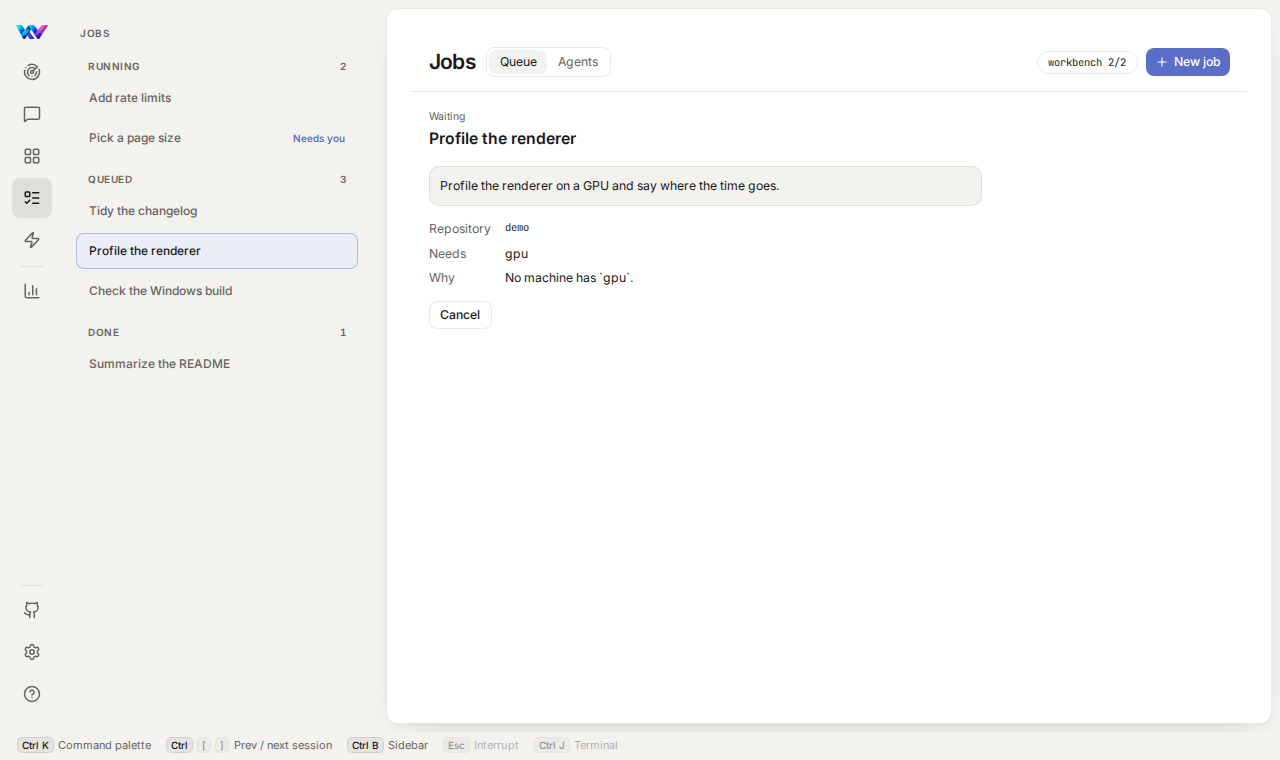 JOBS
RUNNING 2
Add rate limits
Pick a page size Needs you
QUEUED 3
Tidy the changelog
Profile the renderer
Check the Windows build
DONE 1
Summarize the README
Jobs Queue Agents workbench 2/2 + New job
Waiting
Profile the renderer
Profile the renderer on a GPU and say where the time goes.
Repository demo
Needs gpu
Why No machine has `gpu`.
Cancel
Ctrl K Command palette Ctrl [ ] Prev / next session Ctrl B Sidebar Esc Interrupt Ctrl J Terminal